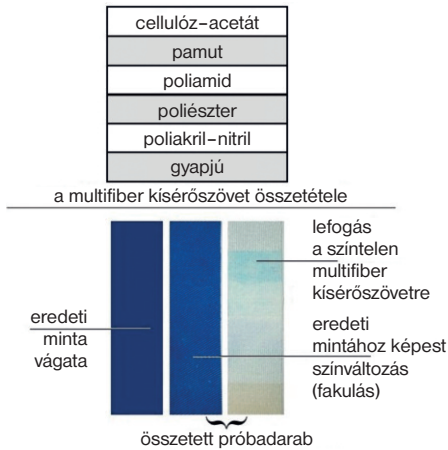 cellulóz–acetát
pamut
poliamid
poliészter
poliakril–nitril
gyapjú
a multifiber kísérőszövet összetétele
lefogás
a színtelen
multifiber
kísérőszövetre
eredeti
minta
vágata
eredeti
mintához képest
színváltozás
(fakulás)
összetett próbadarab